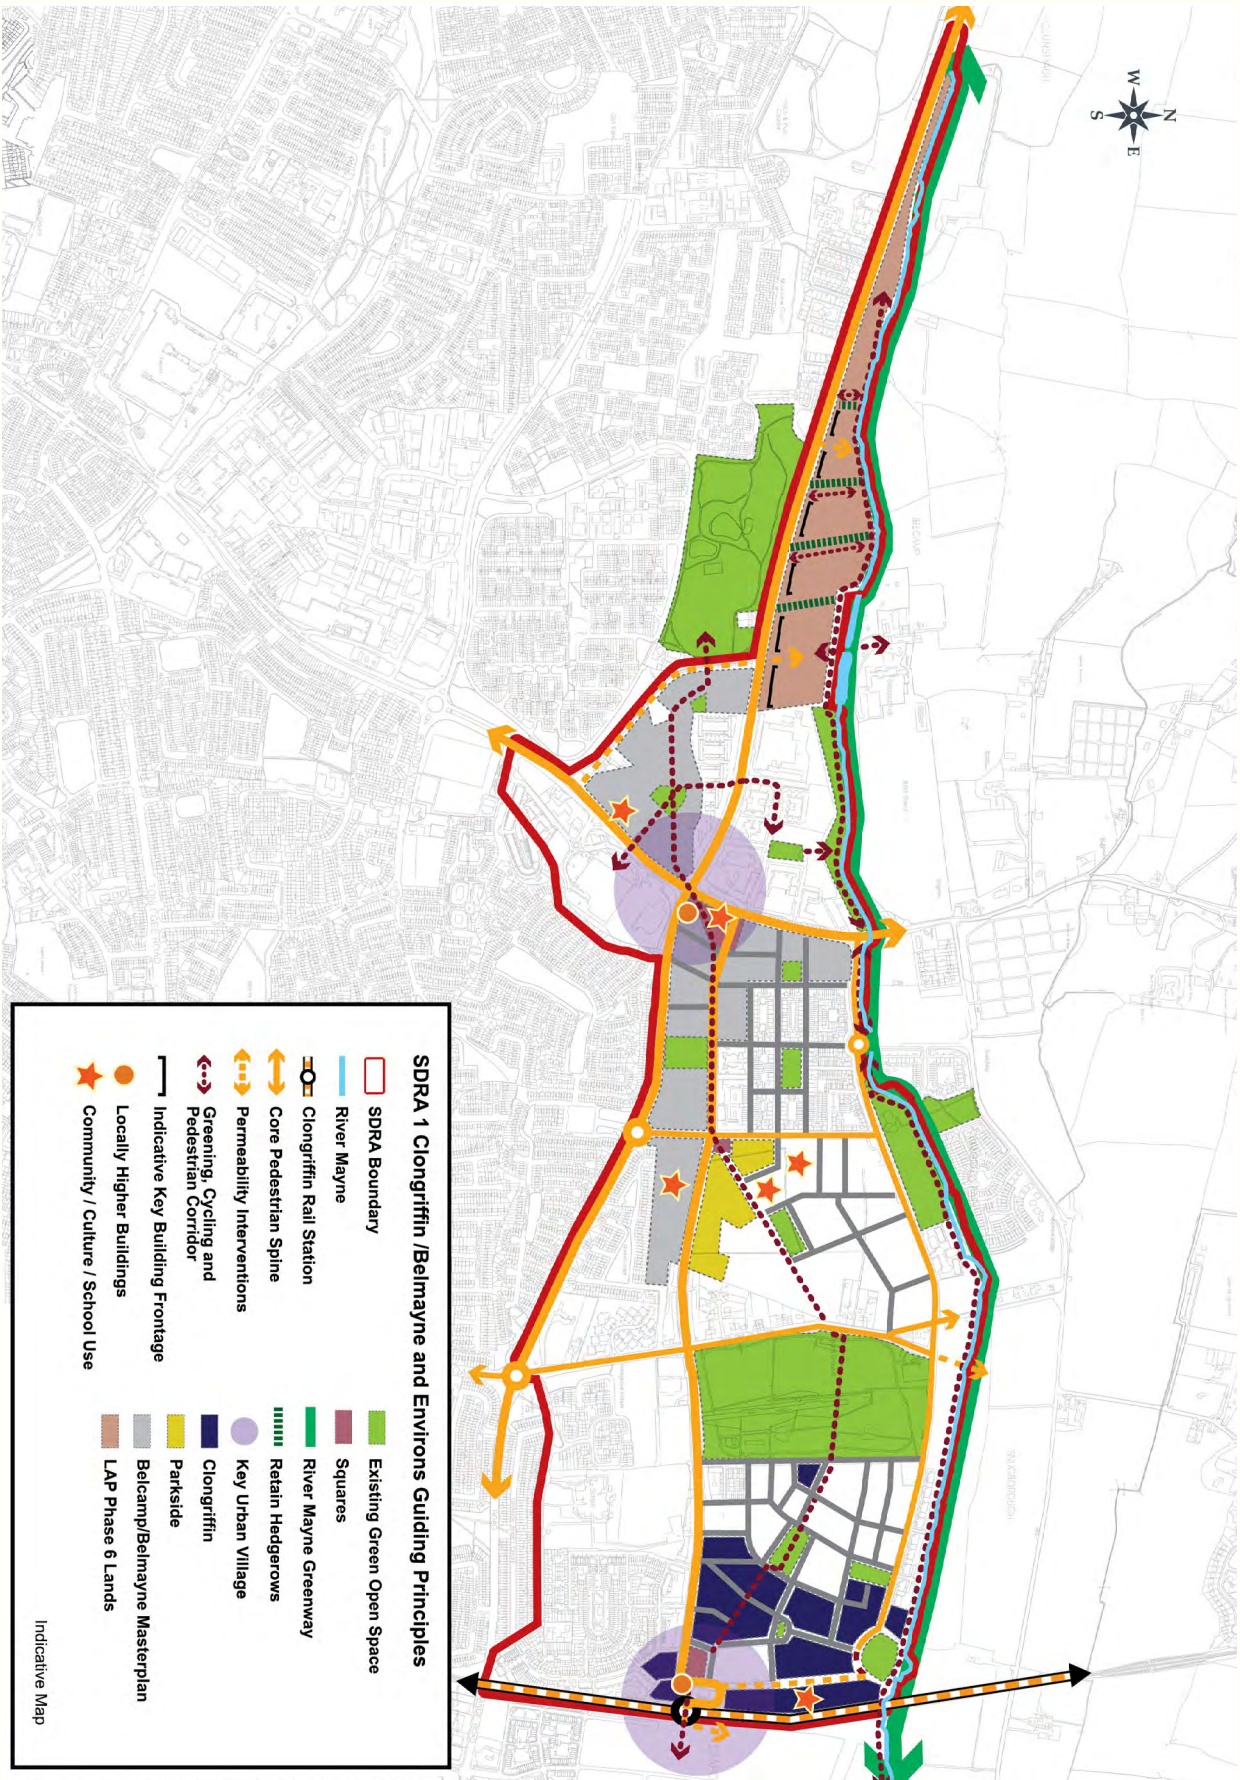 N
W
E
S
SDRA 1 Clongriffin /Belmayne and Environs Guiding Principles
SDRA Boundary
River Mayne
Clongriffin Rail Station
Core Pedestrian Spine
Permeability Interventions
Greening, Cycling and
Pedestrian Corridor
Indicative Key Building Frontage
Locally Higher Buildings
Community / Culture / School Use
Existing Green Open Space
Squares
River Mayne Greenway
Retain Hedgerows
Key Urban Village
Clongriffin
Parkside
Belcamp/Belmayne Masterplan
LAP Phase 6 Lands
Indicative Map